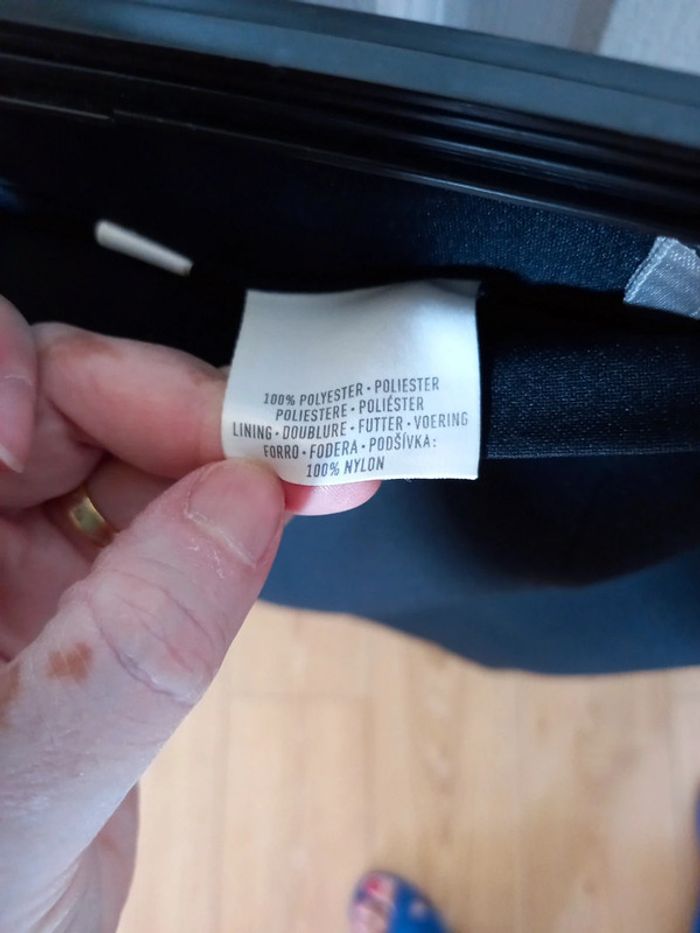 100% POLYESTER • POLIESTER
POLIESTERE • POLIÉSTER
LINING • DOUBLURE • FUTTER • VOERING
FORRO • FODERA • PODŠÍVKA:
100% NYLON